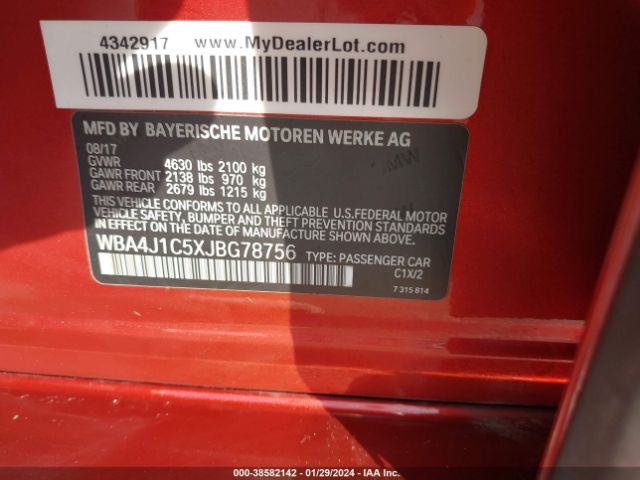 4342917 www.MyDealerLot.com
MFD BY BAYERISCHE MOTOREN WERKE AG
08/17
GVWR 4630 lbs 2100 kg
GAWR FRONT 2138 lbs 970 kg
GAWR REAR 2679 lbs 1215 kg
THIS VEHICLE CONFORMS TO ALL APPLICABLE U.S.FEDERAL MOTOR
VEHICLE SAFETY, BUMPER AND THEFT PREVENTION STANDARDS
IN EFFECT ON THE DATE OF MANUFACTURE SHOWN ABOVE.
WBA4J1C5XJBG78756 TYPE: PASSENGER CAR
C1X/2
7 315 814
000-38582142 - 01/29/2024 - IAA Inc.